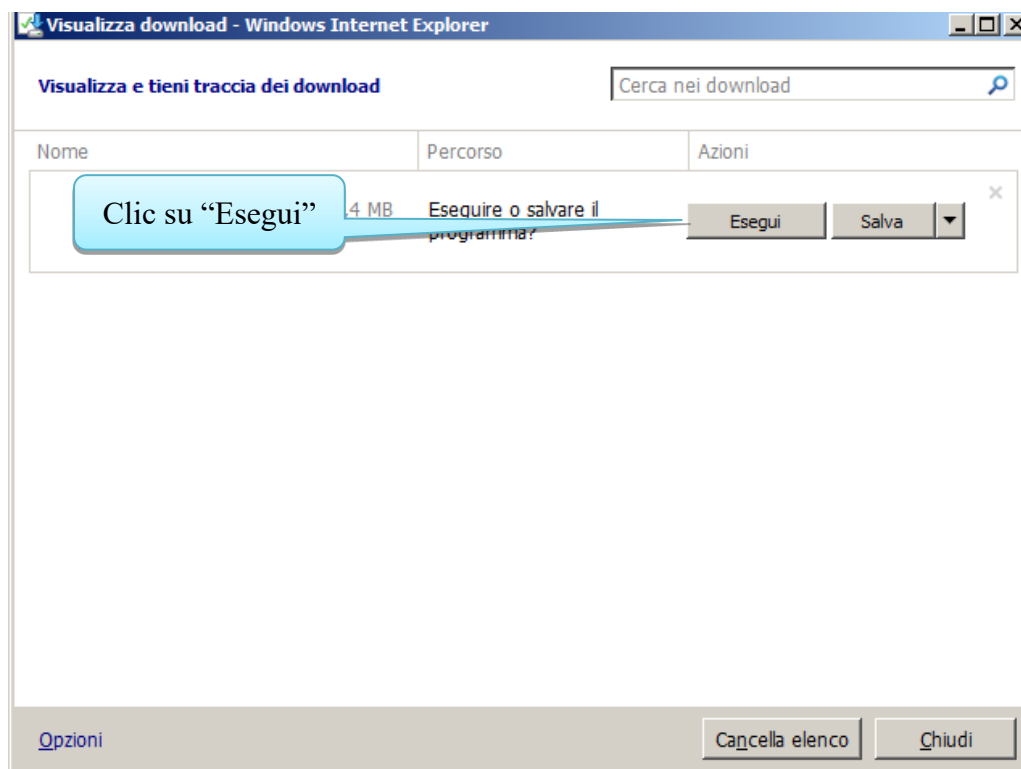 Visualizza download - Windows Internet Explorer
Visualizza e tieni traccia dei download
Cerca nei download
Nome
Percorso
Azioni
Clic su “Esegui”
4 MB
Eseguire o salvare il
programma?
Esegui
Salva
Opzioni
Cancella elenco
Chiudi